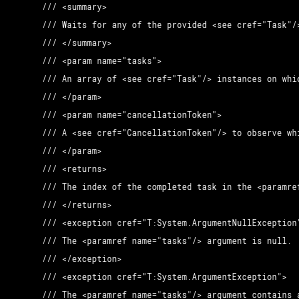 /// <summary>
/// Waits for any of the provided <see cref="Task"/
/// </summary>
/// <param name="tasks">
/// An array of <see cref="Task"/> instances on
/// </param>
/// <param name="cancellationToken">
/// A <see cref="CancellationToken"/> to observe
/// </param>
/// <returns>
/// The index of the completed task in the <paramref
/// </returns>
/// <exception cref="T:System.ArgumentNullException"
/// The <paramref name="tasks"/> argument is null.
/// </exception>
/// <exception cref="T:System.ArgumentException">
/// The <paramref name="tasks"/> argument contains a